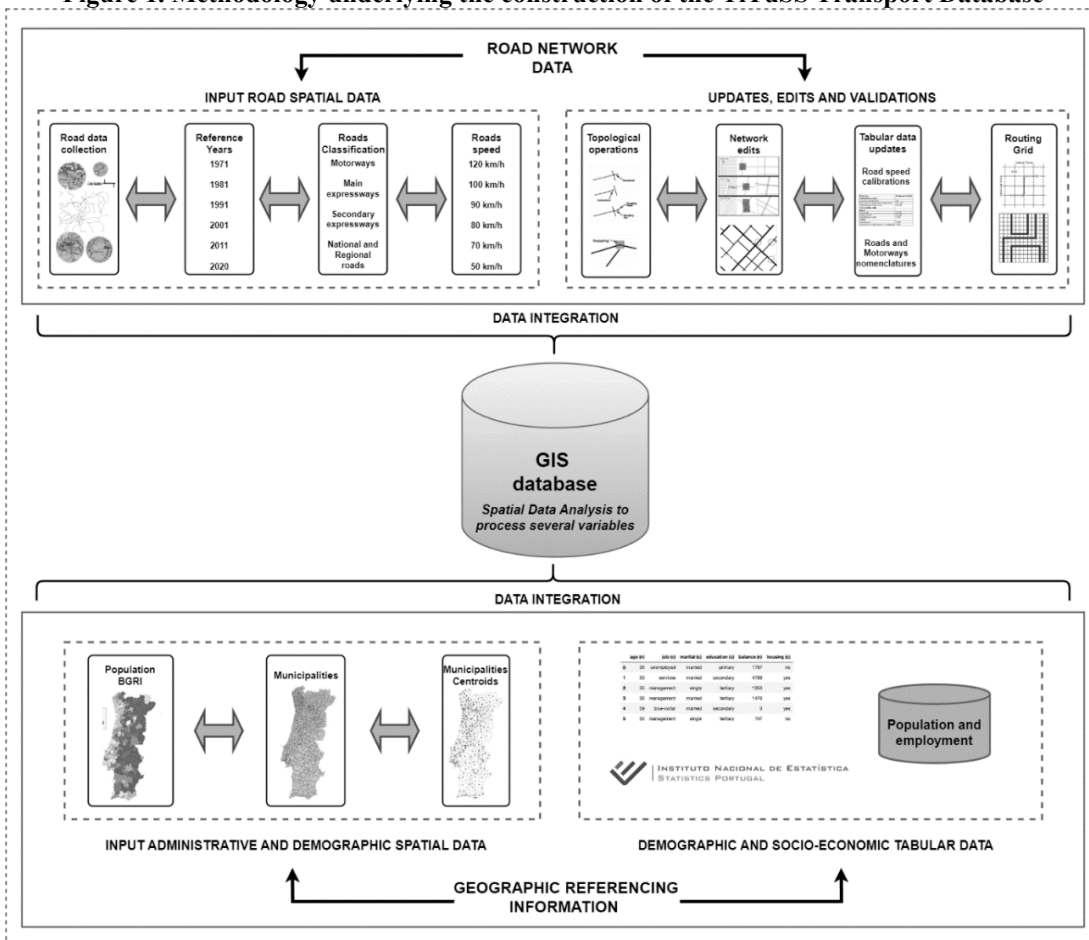 Figure 1. Methodology underlying the construction of the TiTuSS Transport Database
ROAD NETWORK
DATA
INPUT ROAD SPATIAL DATA
UPDATES, EDITS AND VALIDATIONS
Road data
collection
Reference
Years
1971
1981
1991
2001
2011
2020
Roads
Classification
Motorways
Main
expressways
Secondary
expressways
National and
Regional
roads
Roads
speed
120 km/h
100 km/h
90 km/h
80 km/h
70 km/h
50 km/h
Topological
operations
Network
edits
Tabular data
updates
Road speed
calibrations
Roads and
Motorways
nomenclatures
Routing
Grid
DATA INTEGRATION
GIS
database
Spatial Data Analysis to
process several variables
DATA INTEGRATION
Population
BGRI
Municipalities
Municipalities
Centroids
age (n) job (c) marital (c) education (c) balance (n) housing (c)
unemployed married primary 1787 no
services married secondary 4789 yes
management single tertiary yes
management married tertiary 1476 yes
blue-collar married secondary 0 yes
management single tertiary 747 no
INSTITUTO NACIONAL DE ESTATÍSTICA
STATISTICS PORTUGAL
Population and
employment
INPUT ADMINISTRATIVE AND DEMOGRAPHIC SPATIAL DATA
DEMOGRAPHIC AND SOCIO-ECONOMIC TABULAR DATA
GEOGRAPHIC REFERENCING
INFORMATION